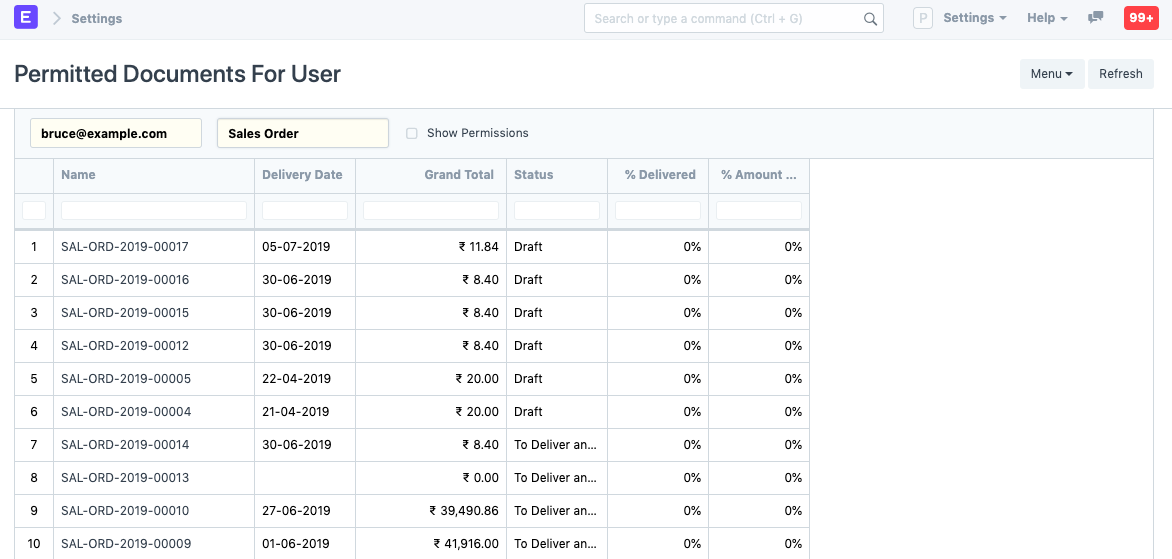 E Settings Search or type a command (Ctrl + G) P Settings Help 99+
Permitted Documents For User Menu Refresh
bruce@example.com Sales Order Show Permissions
Name Delivery Date Grand Total Status % Delivered % Amount ...
1 SAL-ORD-2019-00017 05-07-2019 ₹ 11.84 Draft 0% 0%
2 SAL-ORD-2019-00016 30-06-2019 ₹ 8.40 Draft 0% 0%
3 SAL-ORD-2019-00015 30-06-2019 ₹ 8.40 Draft 0% 0%
4 SAL-ORD-2019-00012 30-06-2019 ₹ 8.40 Draft 0% 0%
5 SAL-ORD-2019-00005 22-04-2019 ₹ 20.00 Draft 0% 0%
6 SAL-ORD-2019-00004 21-04-2019 ₹ 20.00 Draft 0% 0%
7 SAL-ORD-2019-00014 30-06-2019 ₹ 8.40 To Deliver an... 0% 0%
8 SAL-ORD-2019-00013 ₹ 0.00 To Deliver an... 0% 0%
9 SAL-ORD-2019-00010 27-06-2019 ₹ 39,490.86 To Deliver an... 0% 0%
10 SAL-ORD-2019-00009 01-06-2019 ₹ 41,916.00 To Deliver an... 0% 0%